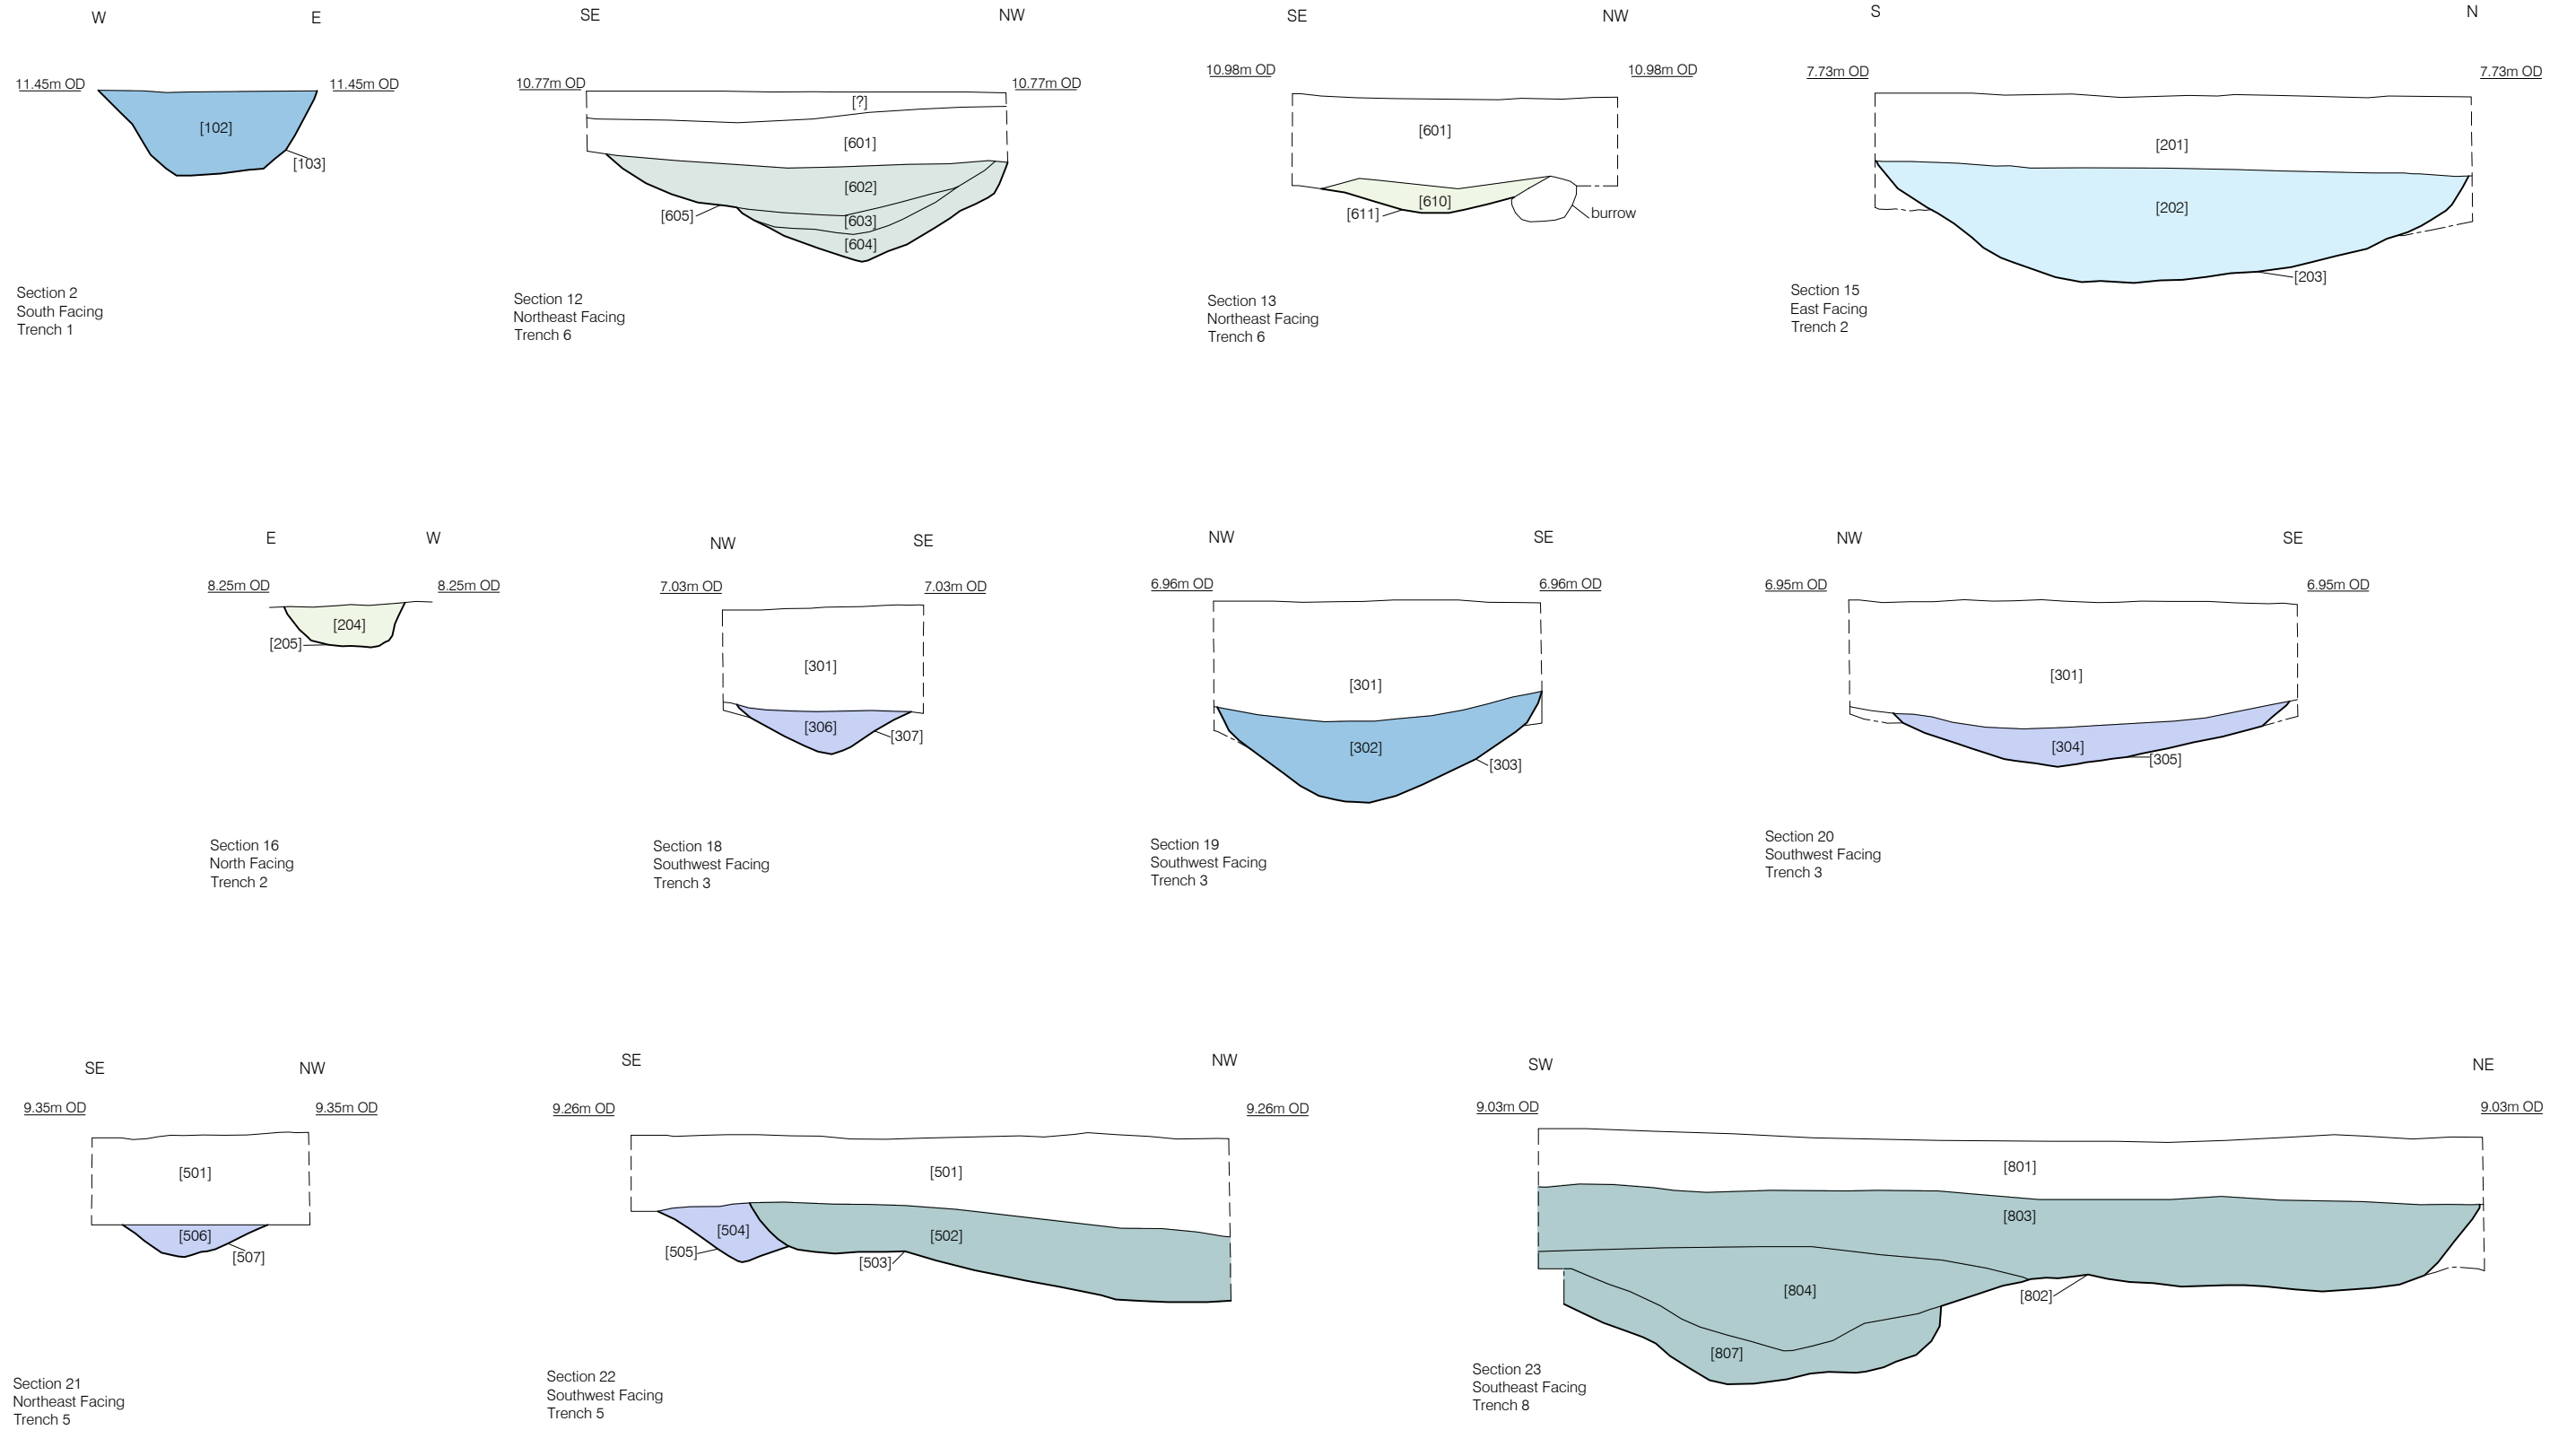 W E
11.45m OD 11.45m OD
[102]
[103]
Section 2
South Facing
Trench 1
SE NW
10.77m OD 10.77m OD
[?]
[601]
[602]
[605]
[603]
[604]
Section 12
Northeast Facing
Trench 6
SE NW
10.98m OD 10.98m OD
[601]
[610]
[611]
burrow
Section 13
Northeast Facing
Trench 6
S N
7.73m OD 7.73m OD
[201]
[202]
[203]
Section 15
East Facing
Trench 2
E W
8.25m OD 8.25m OD
[204]
[205]
Section 16
North Facing
Trench 2
NW SE
7.03m OD 7.03m OD
[301]
[306]
[307]
Section 18
Southwest Facing
Trench 3
NW SE
6.96m OD 6.96m OD
[301]
[302]
[303]
Section 19
Southwest Facing
Trench 3
NW SE
6.95m OD 6.95m OD
[301]
[304]
[305]
Section 20
Southwest Facing
Trench 3
SE NW
9.35m OD 9.35m OD
[501]
[506]
[507]
Section 21
Northeast Facing
Trench 5
SE NW
9.26m OD 9.26m OD
[501]
[504]
[502]
[505]
[503]
Section 22
Southwest Facing
Trench 5
SW NE
9.03m OD 9.03m OD
[801]
[803]
[804]
[802]
[807]
Section 23
Southeast Facing
Trench 8